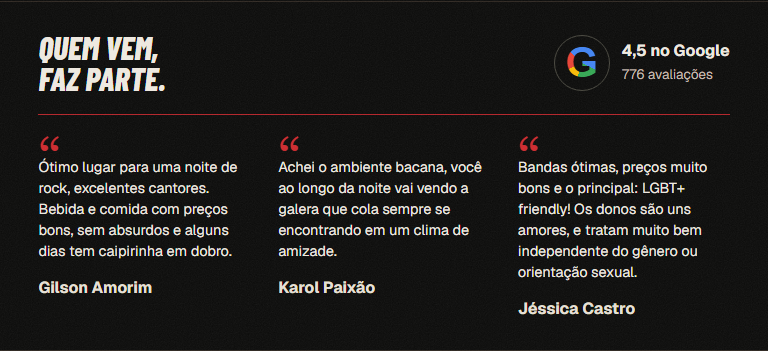 QUEM VEM,
FAZ PARTE.
G
4,5 no Google
776 avaliações
“
Ótimo lugar para uma noite de
rock, excelentes cantores.
Bebida e comida com preços
bons, sem absurdos e alguns
dias tem caipirinha em dobro.
Gilson Amorim
“
Achei o ambiente bacana, você
ao longo da noite vai vendo a
galera que cola sempre se
encontrando em um clima de
amizade.
Karol Paixão
“
Bandas ótimas, preços muito
bons e o principal: LGBT+
friendly! Os donos são uns
amores, e tratam muito bem
independente do gênero ou
orientação sexual.
Jéssica Castro